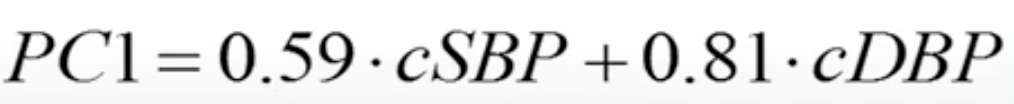 PC1 = 0.59 · cSBP + 0.81 · cDBP